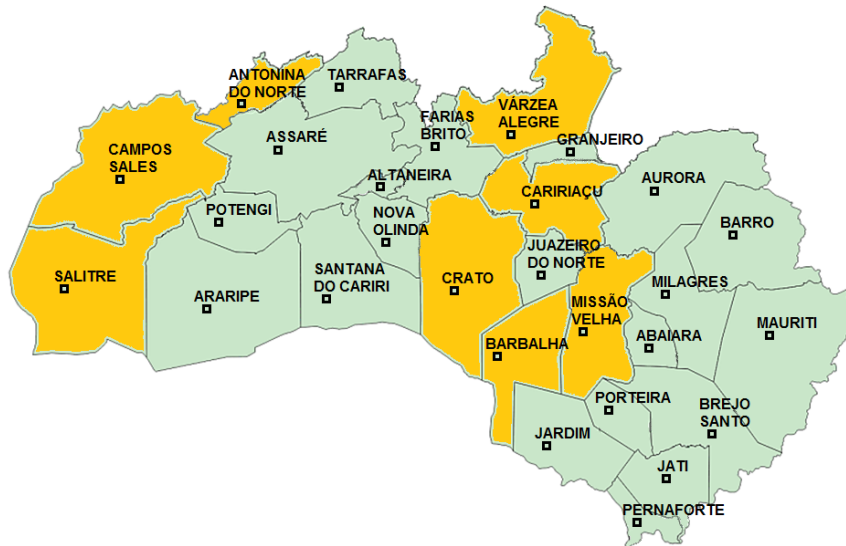 ANTONINA
DO NORTE
TARRAFAS
VÁRZEA
ALEGRE
FARIAS
BRITO
GRANJEIRO
CAMPOS
SALES
ASSARÉ
ALTANEIRA
AURORA
CARIRIAÇU
POTENGI
NOVA
OLINDA
BARRO
JUAZEIRO
DO NORTE
SALITRE
SANTANA
DO CARIRI
CRATO
MILAGRES
ARARIPE
MISSÃO
VELHA
MAURITI
ABAIARA
BARBALHA
PORTEIRA
BREJO
SANTO
JARDIM
JATI
PERNAFORTE